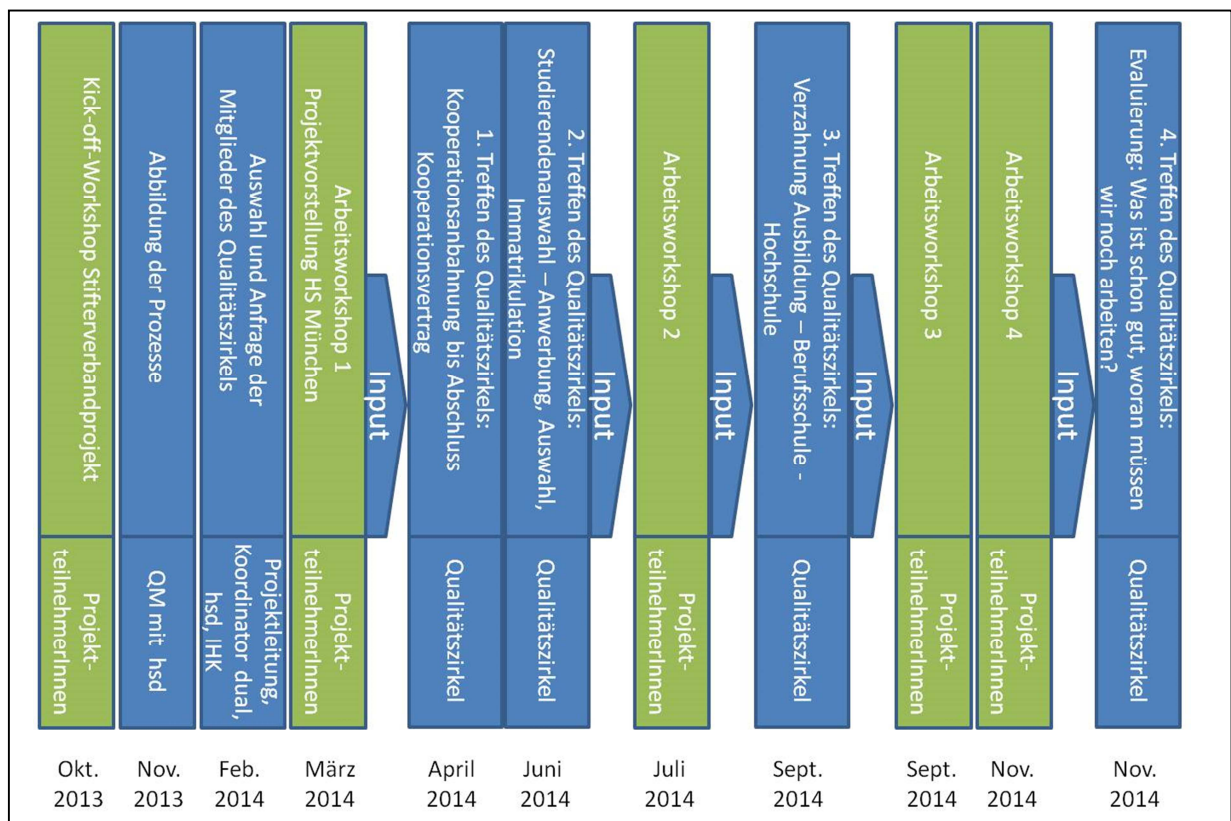 Kick-off-Workshop Stifterverbandprojekt
Projekt-
teilnehmerInnen
Okt.
2013
Abbildung der Prozesse
QM mit hsd
Nov.
2013
Auswahl und Anfrage der
Mitglieder des Qualitätszirkels
Projektleitung,
Koordinator dual,
hsd, IHK
Feb.
2014
Arbeitsworkshop 1
Projektvorstellung HS München
Projekt-
teilnehmerInnen
März
2014
Input
1. Treffen des Qualitätszirkels:
Kooperationsanbahnung bis Abschluss
Kooperationsvertrag
Qualitätszirkel
April
2014
2. Treffen des Qualitätszirkels:
Studierendenauswahl – Anwerbung, Auswahl,
Immatrikulation
Qualitätszirkel
Juni
2014
Input
Arbeitsworkshop 2
Projekt-
teilnehmerInnen
Juli
2014
Input
3. Treffen des Qualitätszirkels:
Verzahnung Ausbildung – Berufsschule -
Hochschule
Qualitätszirkel
Sept.
2014
Input
Arbeitsworkshop 3
Projekt-
teilnehmerInnen
Sept.
2014
Arbeitsworkshop 4
Projekt-
teilnehmerInnen
Nov.
2014
Input
4. Treffen des Qualitätszirkels:
Evaluierung: Was ist schon gut, woran müssen
wir noch arbeiten?
Qualitätszirkel
Nov.
2014